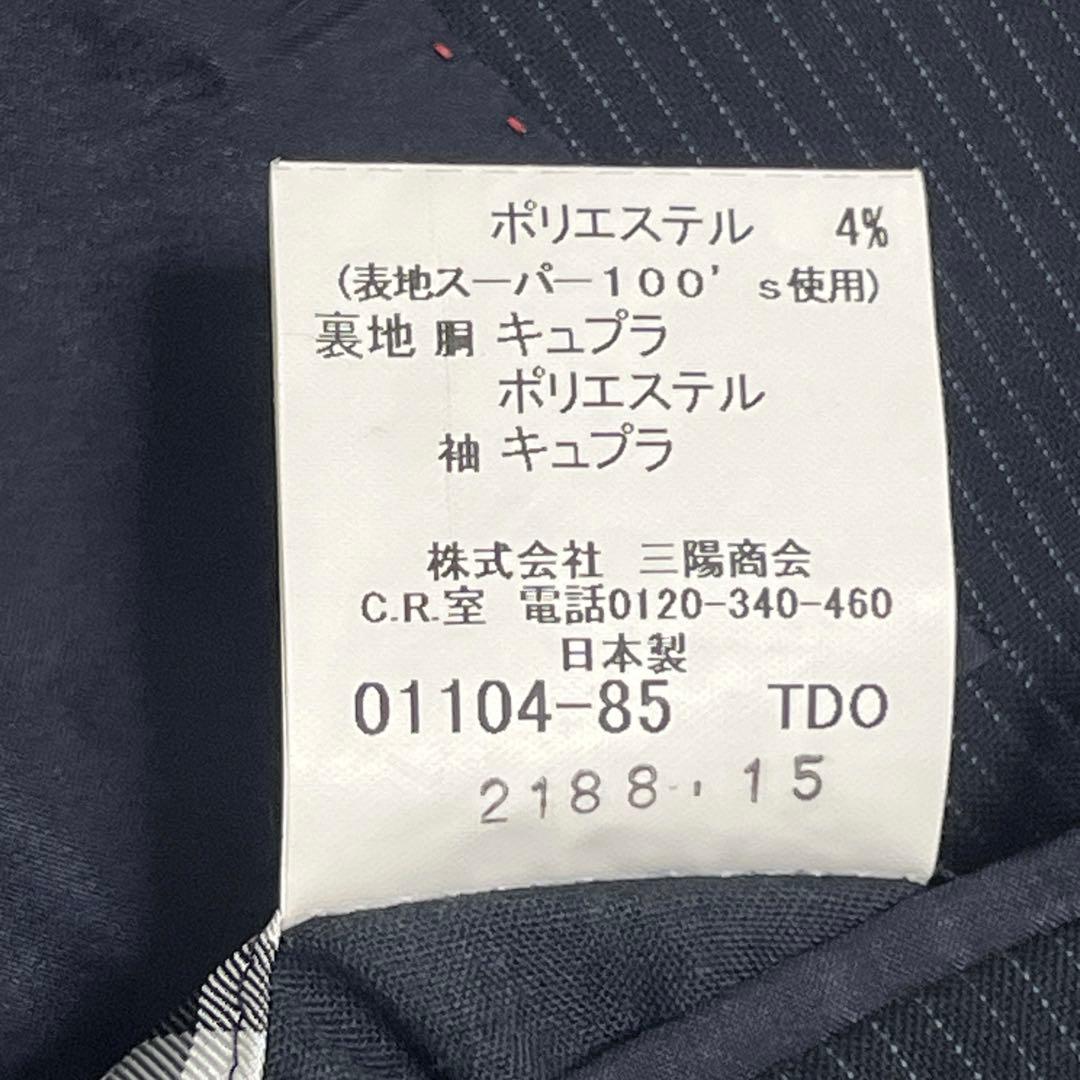 ポリエステル 4%
(表地スーパー100's使用)
裏地 胴 キュプラ
ポリエステル
袖 キュプラ
株式会社 三陽商会
C.R.室 電話0120-340-460
日本製
01104-85 TDO
2188.15